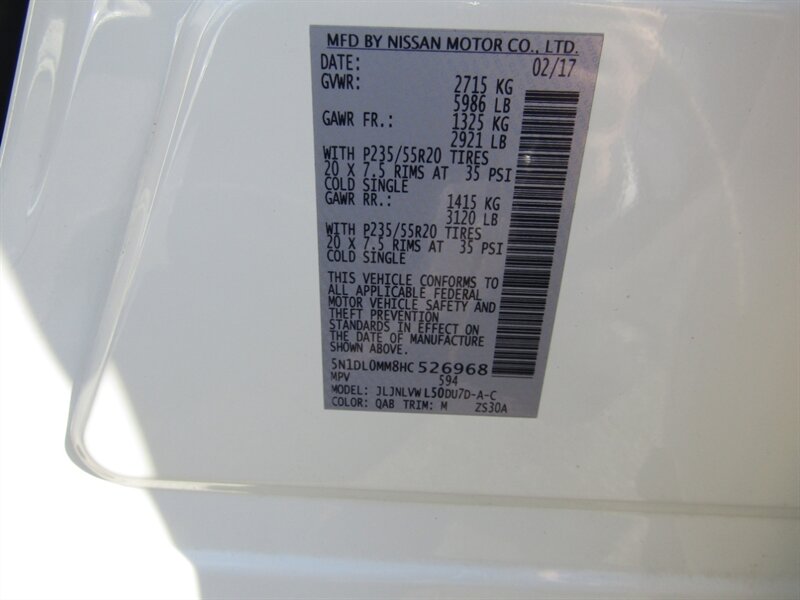 MFD BY NISSAN MOTOR CO., LTD.
DATE: 02/17
GVWR: 2715 KG
5986 LB
GAWR FR.: 1325 KG
2921 LB
WITH P235/55R20 TIRES
20 X 7.5 RIMS AT 35 PSI
COLD SINGLE
GAWR RR.: 1415 KG
3120 LB
WITH P235/55R20 TIRES
20 X 7.5 RIMS AT 35 PSI
COLD SINGLE
THIS VEHICLE CONFORMS TO
ALL APPLICABLE FEDERAL
MOTOR VEHICLE SAFETY AND
THEFT PREVENTION
STANDARDS IN EFFECT ON
THE DATE OF MANUFACTURE
SHOWN ABOVE.
5N1DL0MM8HC 526968
MPV 594
MODEL: JLJNLVW L50DU7D-A-C
COLOR: QAB TRIM: M ZS30A